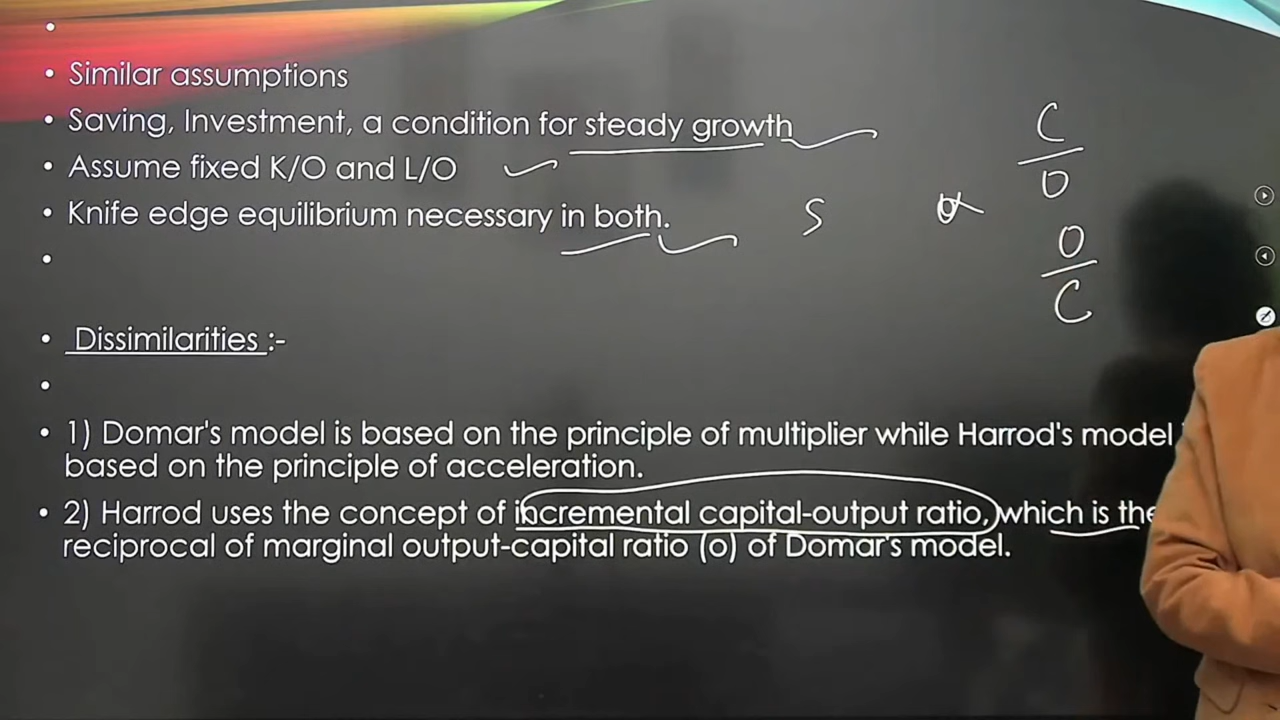 •
• Similar assumptions
• Saving, Investment, a condition for steady growth
• Assume fixed K/O and L/O
• Knife edge equilibrium necessary in both.
C
O
S
α
O
C
•
• Dissimilarities :-
•
• 1) Domar's model is based on the principle of multiplier while Harrod's model
based on the principle of acceleration.
• 2) Harrod uses the concept of incremental capital-output ratio, which is the
reciprocal of marginal output-capital ratio (o) of Domar's model.